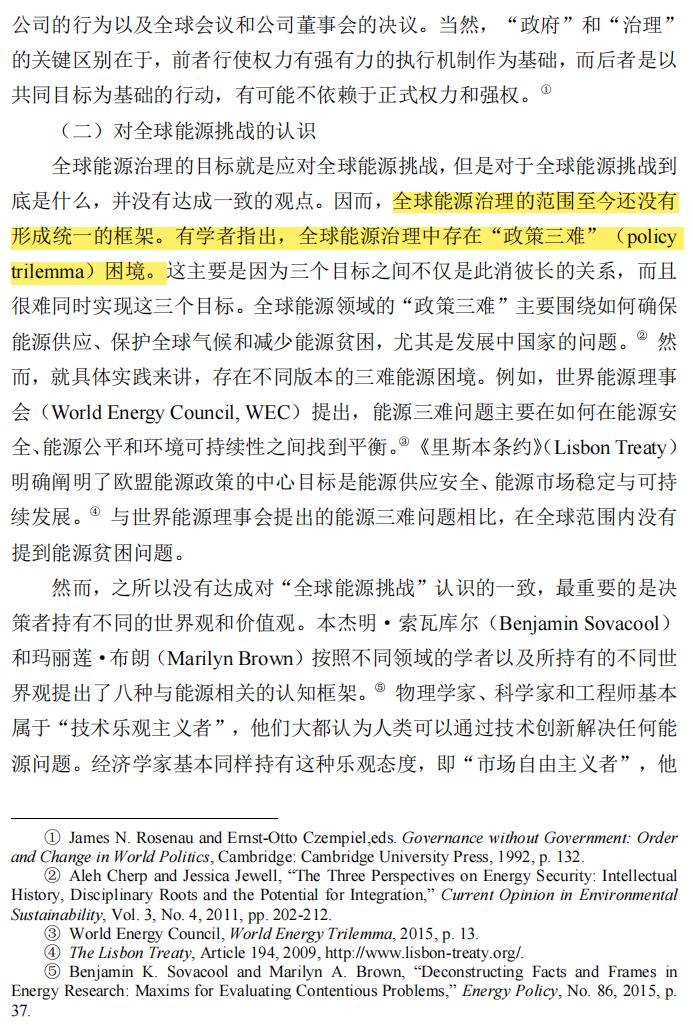 公司的行为以及全球会议和公司董事会的决议。当然，“政府”和“治理”
的关键区别在于，前者行使权力有强有力的执行机制作为基础，而后者是以
共同目标为基础的行动，有可能不依赖于正式权力和强权。①
（二）对全球能源挑战的认识
全球能源治理的目标就是应对全球能源挑战，但是对于全球能源挑战到
底是什么，并没有达成一致的观点。因而，全球能源治理的范围至今还没有
形成统一的框架。有学者指出，全球能源治理中存在“政策三难”（policy
trilemma）困境。这主要是因为三个目标之间不仅是此消彼长的关系，而且
很难同时实现这三个目标。全球能源领域的“政策三难”主要围绕如何确保
能源供应、保护全球气候和减少能源贫困，尤其是发展中国家的问题。② 然
而，就具体实践来讲，存在不同版本的三难能源困境。例如，世界能源理事
会（World Energy Council, WEC）提出，能源三难问题主要在如何在能源安
全、能源公平和环境可持续性之间找到平衡。③《里斯本条约》（Lisbon Treaty）
明确阐明了欧盟能源政策的中心目标是能源供应安全、能源市场稳定与可持
续发展。④ 与世界能源理事会提出的能源三难问题相比，在全球范围内没有
提到能源贫困问题。
然而，之所以没有达成对“全球能源挑战”认识的一致，最重要的是决
策者持有不同的世界观和价值观。本杰明·索瓦库尔（Benjamin Sovacool）
和玛丽莲·布朗（Marilyn Brown）按照不同领域的学者以及所持有的不同世
界观提出了八种与能源相关的认知框架。⑤ 物理学家、科学家和工程师基本
属于“技术乐观主义者”，他们大都认为人类可以通过技术创新解决任何能
源问题。经济学家基本同样持有这种乐观态度，即“市场自由主义者”，他
① James N. Rosenau and Ernst-Otto Czempiel,eds. Governance without Government: Order
and Change in World Politics, Cambridge: Cambridge University Press, 1992, p. 132.
② Aleh Cherp and Jessica Jewell, “The Three Perspectives on Energy Security: Intellectual
History, Disciplinary Roots and the Potential for Integration,” Current Opinion in Environmental
Sustainability, Vol. 3, No. 4, 2011, pp. 202-212.
③ World Energy Council, World Energy Trilemma, 2015, p. 13.
④ The Lisbon Treaty, Article 194, 2009, http://www.lisbon-treaty.org/.
⑤ Benjamin K. Sovacool and Marilyn A. Brown, “Deconstructing Facts and Frames in
Energy Research: Maxims for Evaluating Contentious Problems,” Energy Policy, No. 86, 2015, p.
37.